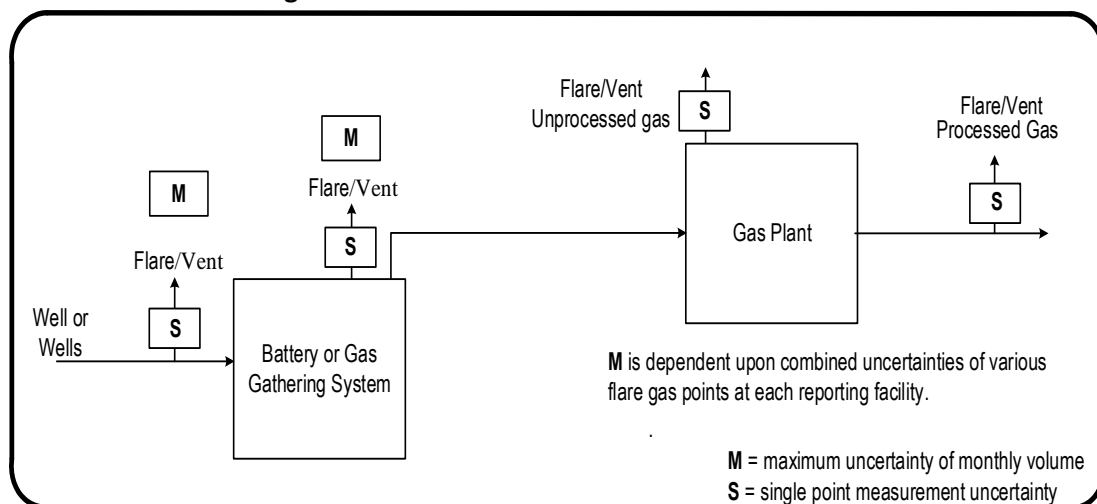 Flare/Vent
Unprocessed gas
S
Flare/Vent
Processed Gas
S
M
Flare/Vent
S
M
Flare/Vent
S
Well or
Wells
Battery or Gas
Gathering System
Gas Plant
M is dependent upon combined uncertainties of various
flare gas points at each reporting facility.
.
M = maximum uncertainty of monthly volume
S = single point measurement uncertainty